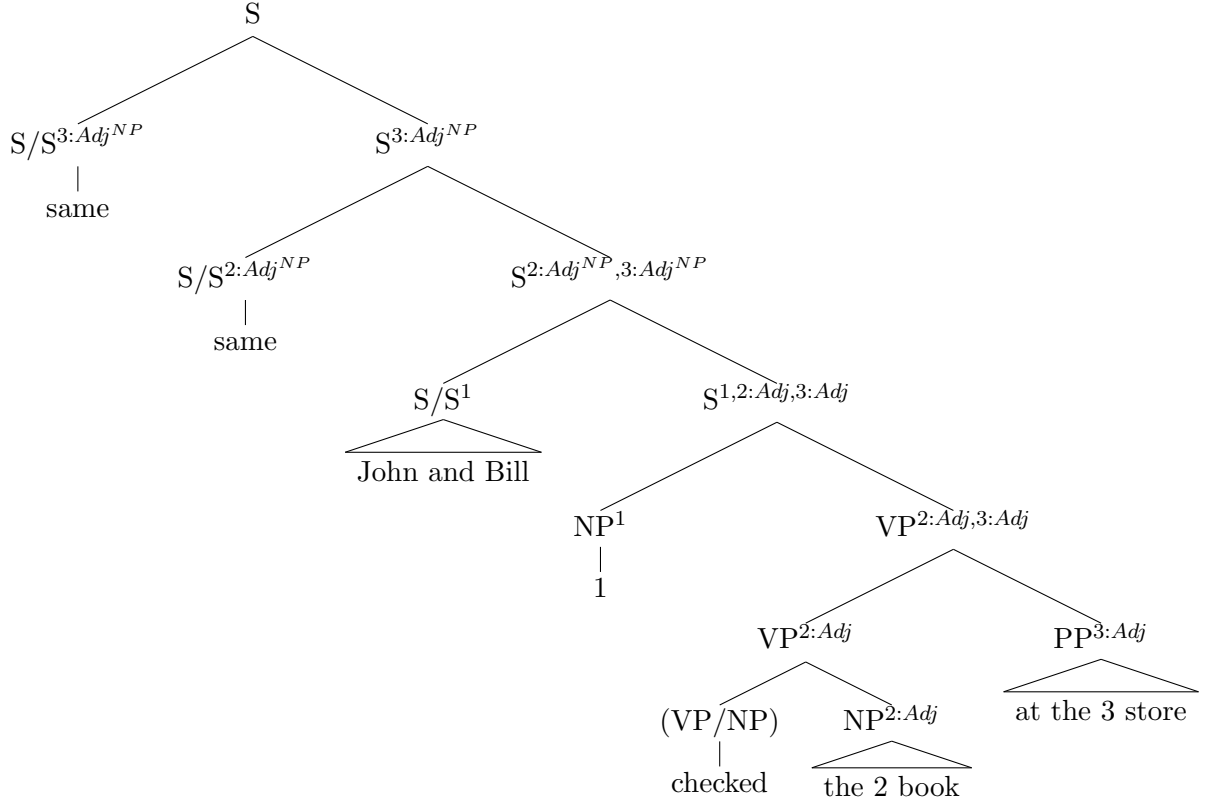 S
S/S^{3:Adj^{NP}} S^{3:Adj^{NP}}
same
S/S^{2:Adj^{NP}} S^{2:Adj^{NP},3:Adj^{NP}}
same
S/S^1 S^{1,2:Adj,3:Adj}
John and Bill
NP^1 VP^{2:Adj,3:Adj}
1
VP^{2:Adj} PP^{3:Adj}
(VP/NP) NP^{2:Adj} at the 3 store
checked the 2 book